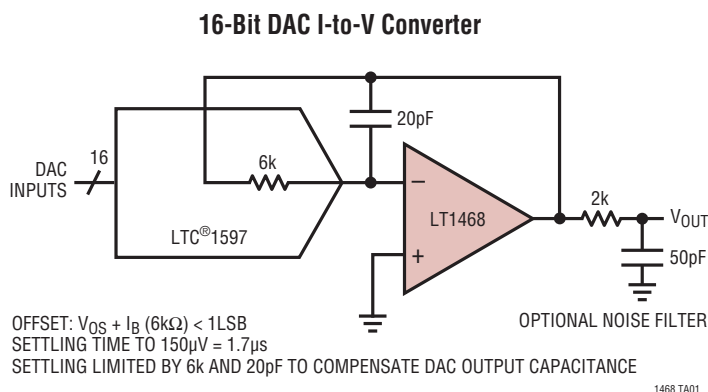 16-Bit DAC I-to-V Converter
20pF
16
DAC
INPUTS
6k
LTC®1597
−
LT1468
+
2k
VOUT
50pF
OPTIONAL NOISE FILTER
OFFSET: VOS + IB (6kΩ) < 1LSB
SETTLING TIME TO 150µV = 1.7µs
SETTLING LIMITED BY 6k AND 20pF TO COMPENSATE DAC OUTPUT CAPACITANCE
1468 TA01